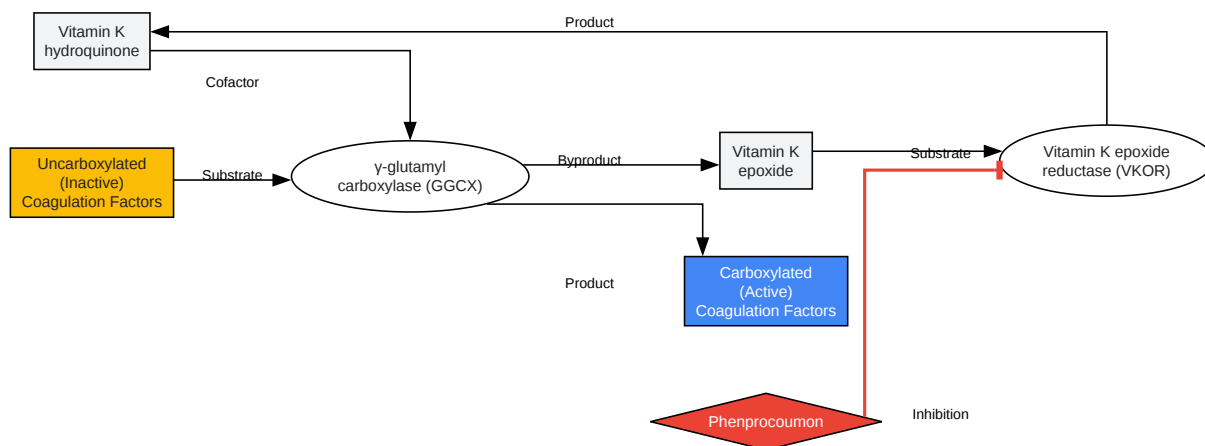 Product
Vitamin K
hydroquinone
Cofactor
Uncarboxylated
(Inactive)
Coagulation Factors
Substrate
γ-glutamyl
carboxylase (GGCX)
Byproduct
Vitamin K
epoxide
Substrate
Vitamin K epoxide
reductase (VKOR)
Product
Carboxylated
(Active)
Coagulation Factors
Phenprocoumon
Inhibition